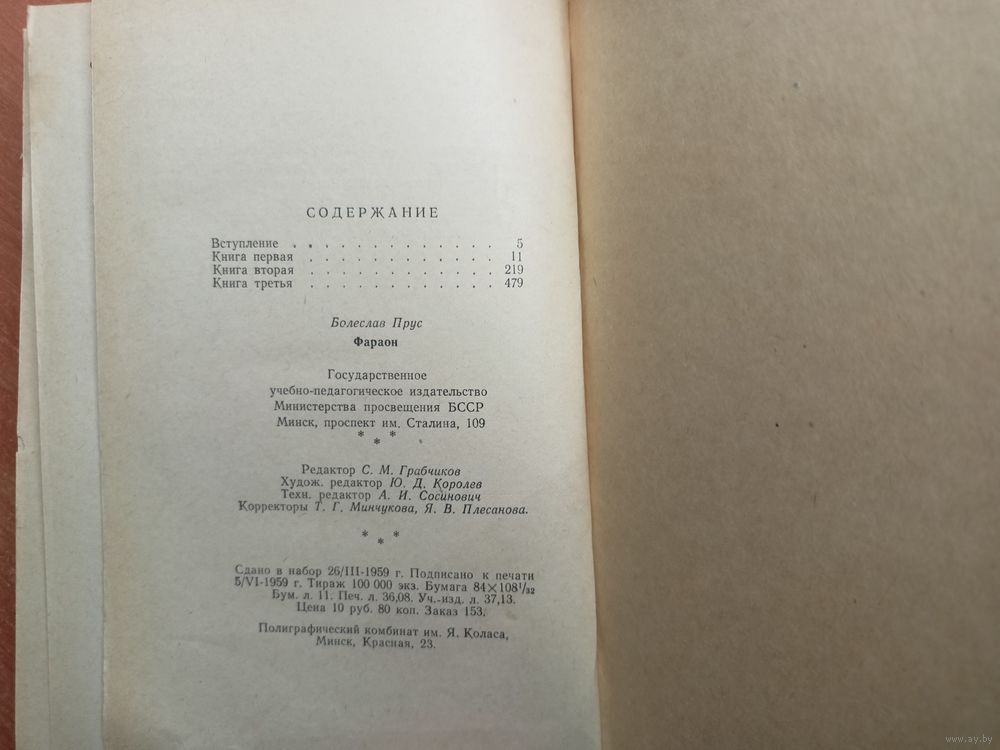 СОДЕРЖАНИЕ
Вступление . . . . . . . . . . . . . 5
Книга первая . . . . . . . . . . . . 11
Книга вторая . . . . . . . . . . . . 219
Книга третья . . . . . . . . . . . . 479
Болеслав Прус
Фараон
Государственное
учебно-педагогическое издательство
Министерства просвещения БССР
Минск, проспект им. Сталина, 109
* * *
Редактор С. М. Грабчиков
Худож. редактор Ю. Д. Королев
Техн. редактор А. И. Сосинович
Корректоры Т. Г. Минчукова, Я. В. Плесанова.
* * *
Сдано в набор 26/III-1959 г. Подписано к печати
5/VI-1959 г. Тираж 100 000 экз. Бумага 84×108¹/₃₂
Бум. л. 11. Печ. л. 36,08. Уч.-изд. л. 37,13.
Цена 10 руб. 80 коп. Заказ 153.
Полиграфический комбинат им. Я. Коласа,
Минск, Красная, 23.
www.ay.by